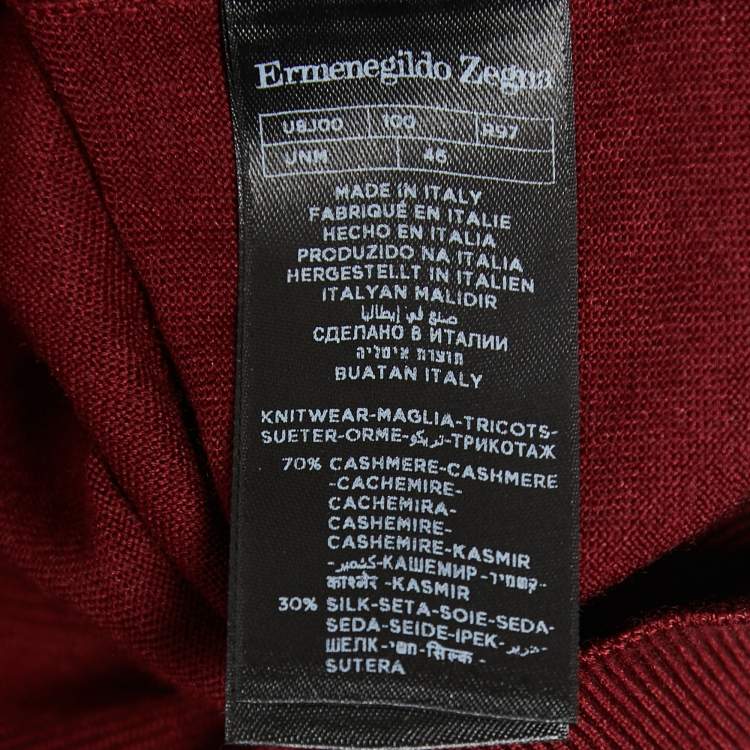 Ermenegildo Zegna
U8J00 100 R97
UNM 46
MADE IN ITALY
FABRIQUÉ EN ITALIE
HECHO EN ITALIA
PRODUZIDO NA ITALIA
HERGESTELLT IN ITALIEN
ITALYAN MALIDIR
صنع في إيطاليا
СДЕЛАНО В ИТАЛИИ
תוצרת איטליה
BUATAN ITALY
KNITWEAR-MAGLIA-TRICOTS-
SUETER-ORME-تريكو-ТРИКОТАЖ
70% CASHMERE-CASHMERE
-CACHEMIRE-
CACHEMIRA-
CASHEMIRE-
CASHEMIRE-KASMIR
-كشمير-КАШЕМИР-קשמיר-
काश्मेर -KASMIR
30% SILK-SETA-SOIE-SEDA-
SEDA-SEIDE-IPEK-حرير-
ШЕЛК-משי-सिल्क-
SUTERA